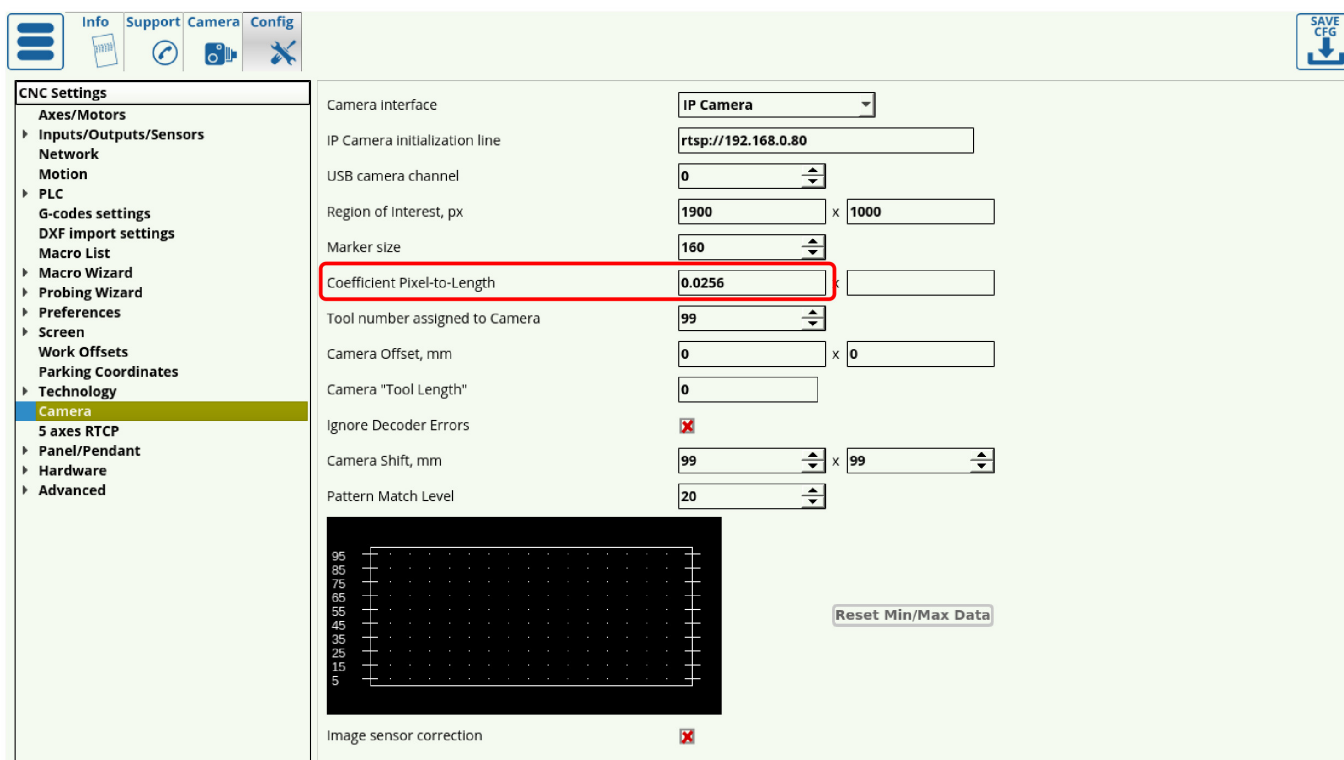 Info Support Camera Config
SAVE
CFG
CNC Settings
Axes/Motors
Inputs/Outputs/Sensors
Network
Motion
PLC
G-codes settings
DXF import settings
Macro List
Macro Wizard
Probing Wizard
Preferences
Screen
Work Offsets
Parking Coordinates
Technology
Camera
5 axes RTCP
Panel/Pendant
Hardware
Advanced
Camera interface IP Camera
IP Camera initialization line rtsp://192.168.0.80
USB camera channel 0
Region of Interest, px 1900 x 1000
Marker size 160
Coefficient Pixel-to-Length 0.0256 x
Tool number assigned to Camera 99
Camera Offset, mm 0 x 0
Camera "Tool Length" 0
Ignore Decoder Errors
Camera Shift, mm 99 x 99
Pattern Match Level 20
95
85
75
65
55
45
35
25
15
5
Reset Min/Max Data
Image sensor correction